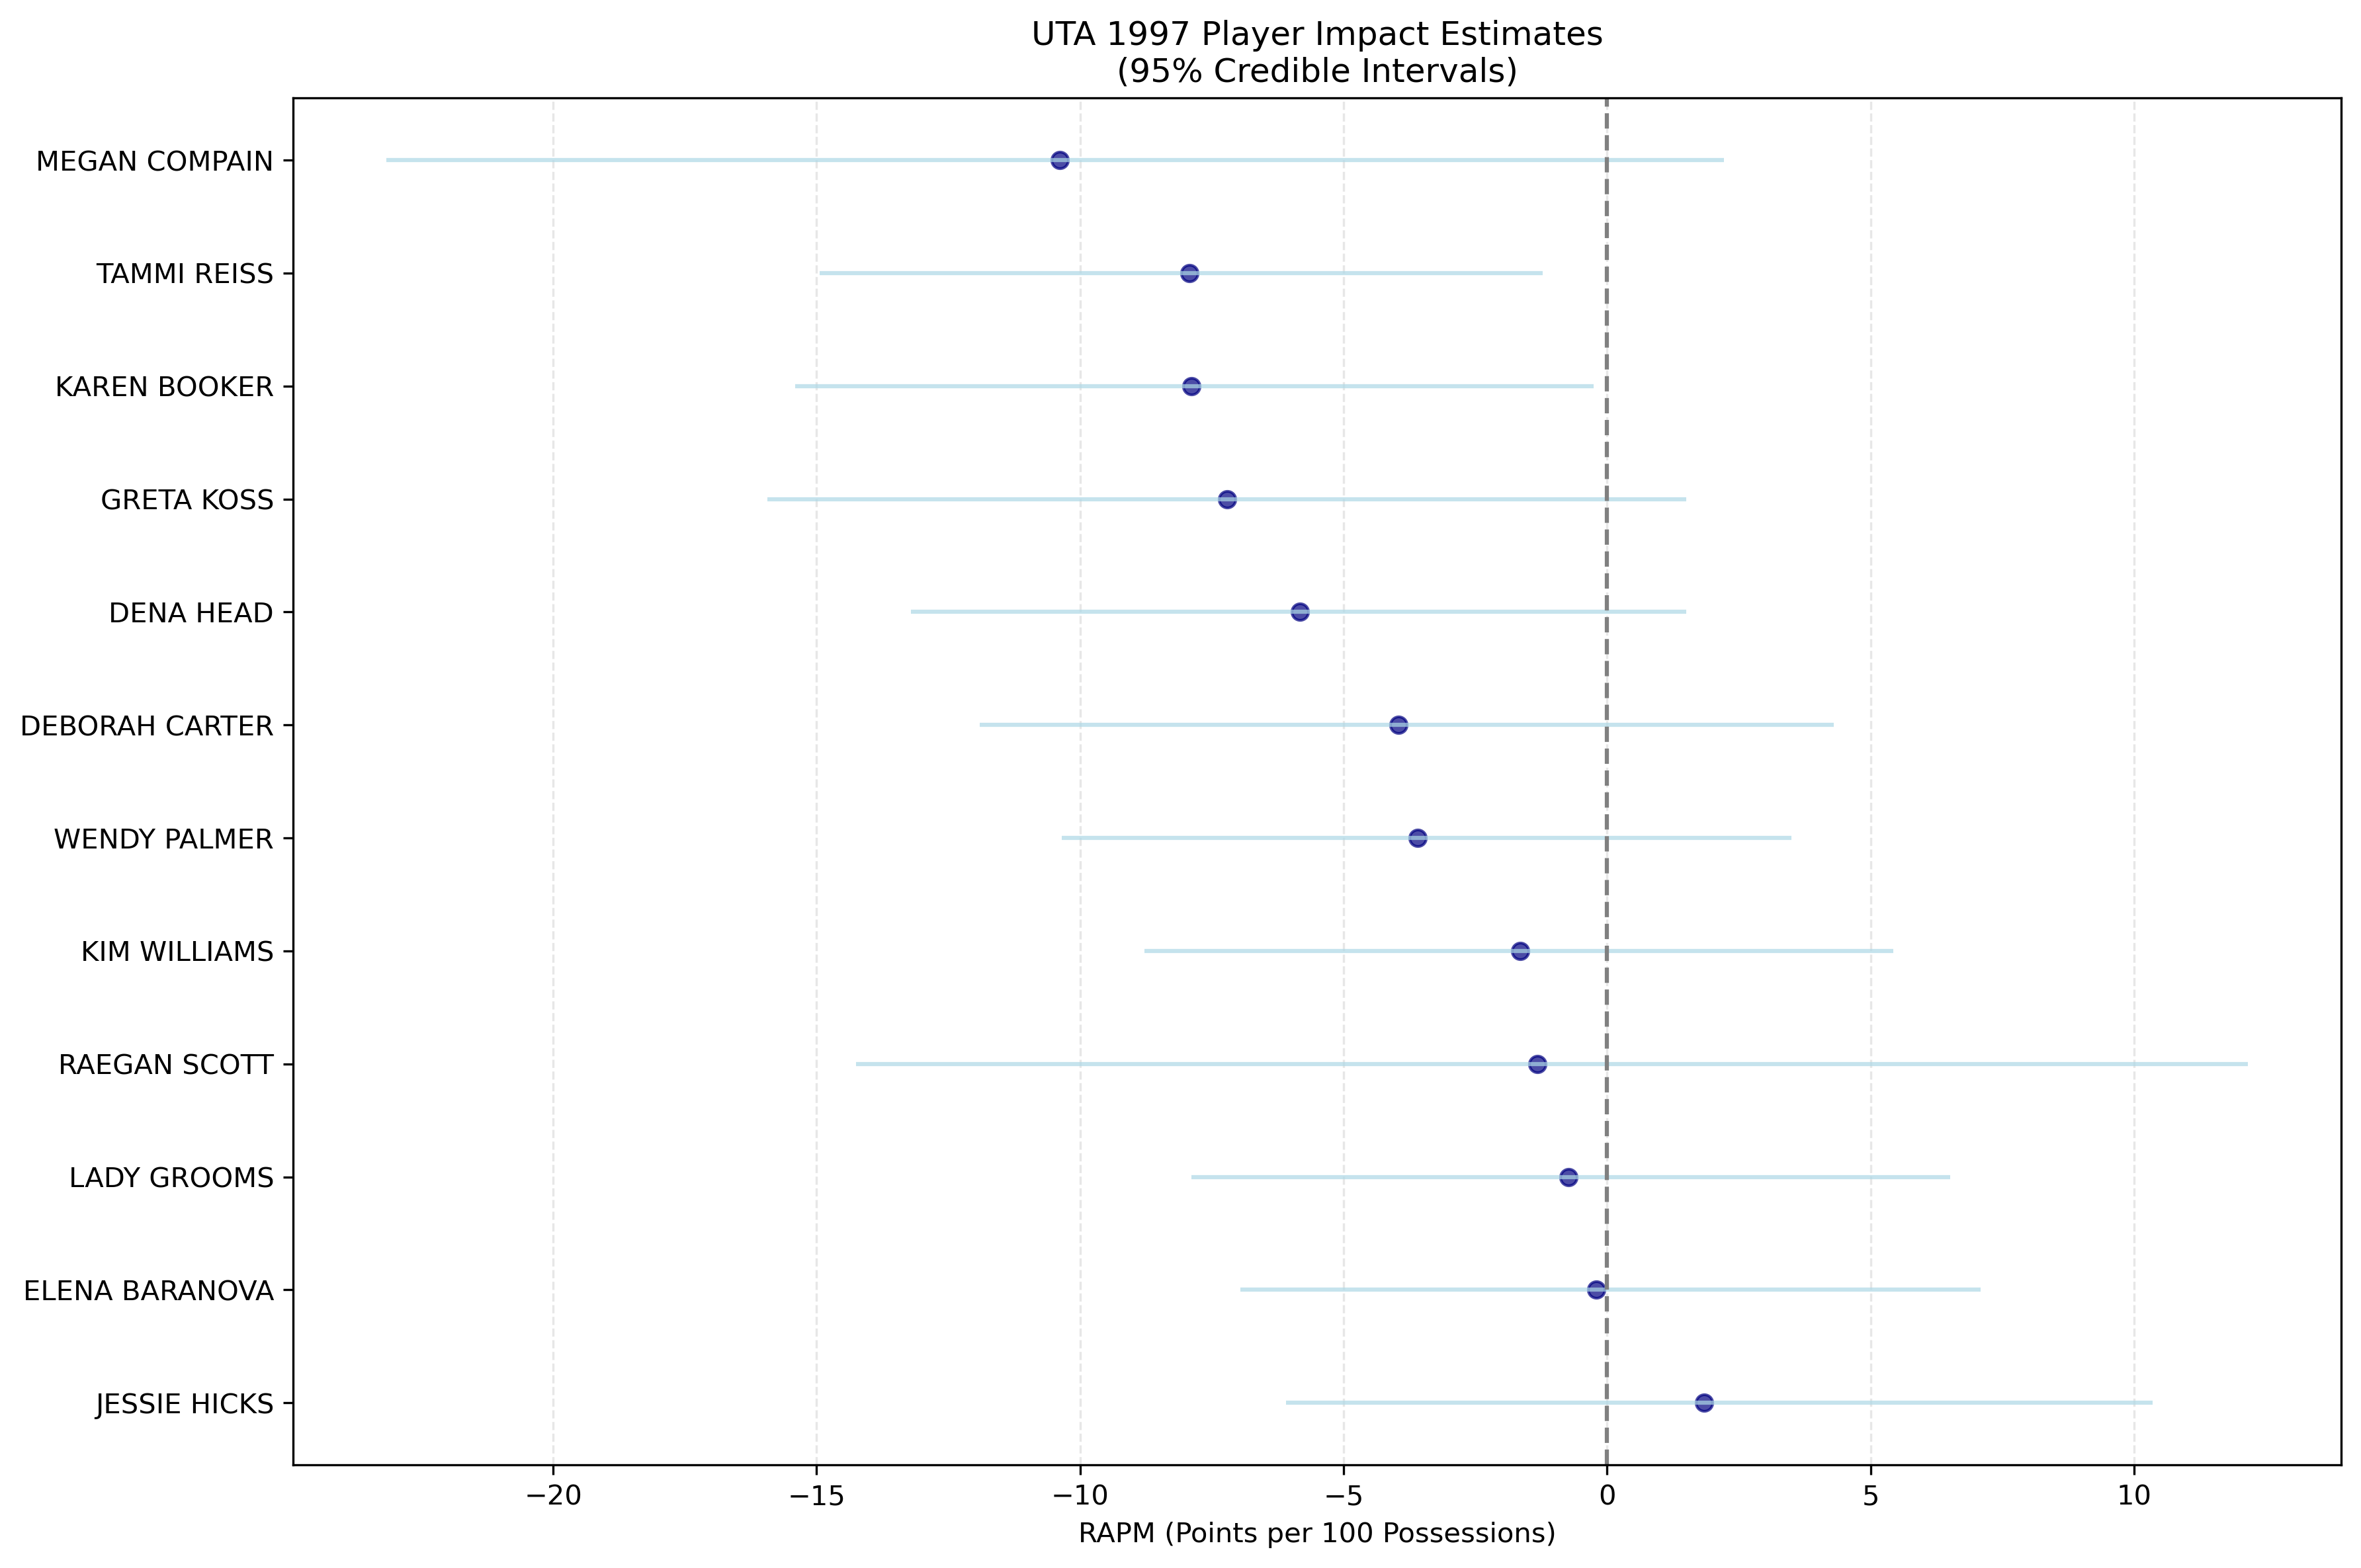 UTA 1997 Player Impact Estimates
(95% Credible Intervals)
MEGAN COMPAIN
TAMMI REISS
KAREN BOOKER
GRETA KOSS
DENA HEAD
DEBORAH CARTER
WENDY PALMER
KIM WILLIAMS
RAEGAN SCOTT
LADY GROOMS
ELENA BARANOVA
JESSIE HICKS
−20 −15 −10 −5 0 5 10
RAPM (Points per 100 Possessions)